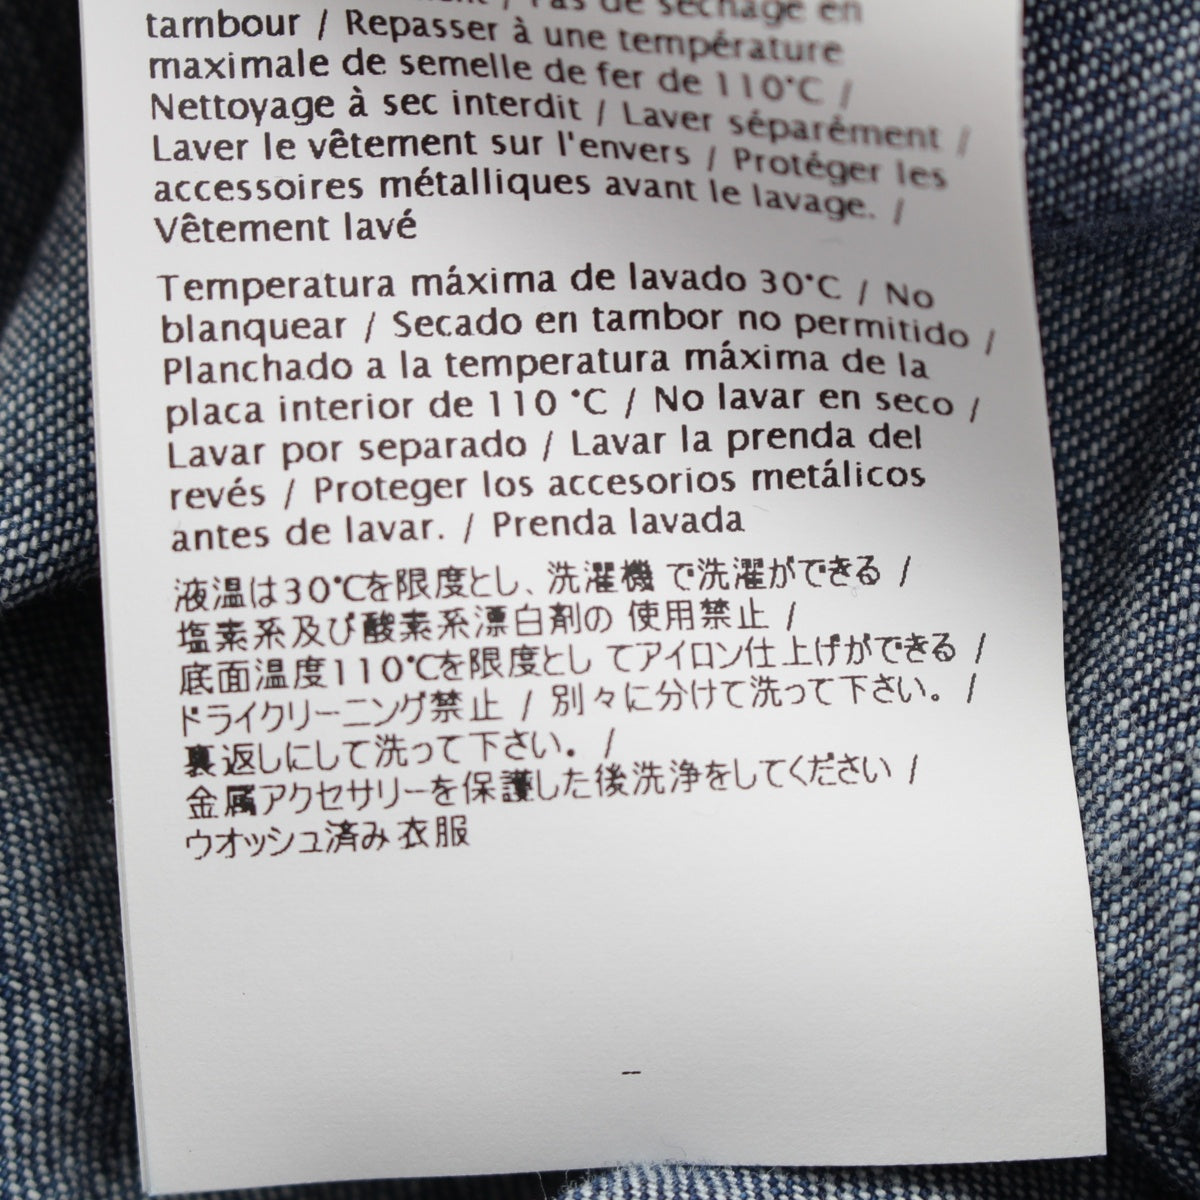 / Pas de séchage en
tambour / Repasser à une température
maximale de semelle de fer de 110°C /
Nettoyage à sec interdit / Laver séparément /
Laver le vêtement sur l'envers / Protéger les
accessoires métalliques avant le lavage. /
Vêtement lavé
Temperatura máxima de lavado 30°C / No
blanquear / Secado en tambor no permitido /
Planchado a la temperatura máxima de la
placa interior de 110 °C / No lavar en seco /
Lavar por separado / Lavar la prenda del
revés / Proteger los accesorios metálicos
antes de lavar. / Prenda lavada
液温は30℃を限度とし、洗濯機 で洗濯ができる /
塩素系及び酸素系漂白剤の 使用禁止 /
底面温度110℃を限度とし てアイロン仕上げができる /
ドライクリーニング禁止 / 別々に分けて洗って下さい。 /
裏返しにして洗って下さい。 /
金属アクセサリーを保護した後洗浄をしてください /
ウオッシュ済み 衣服
--